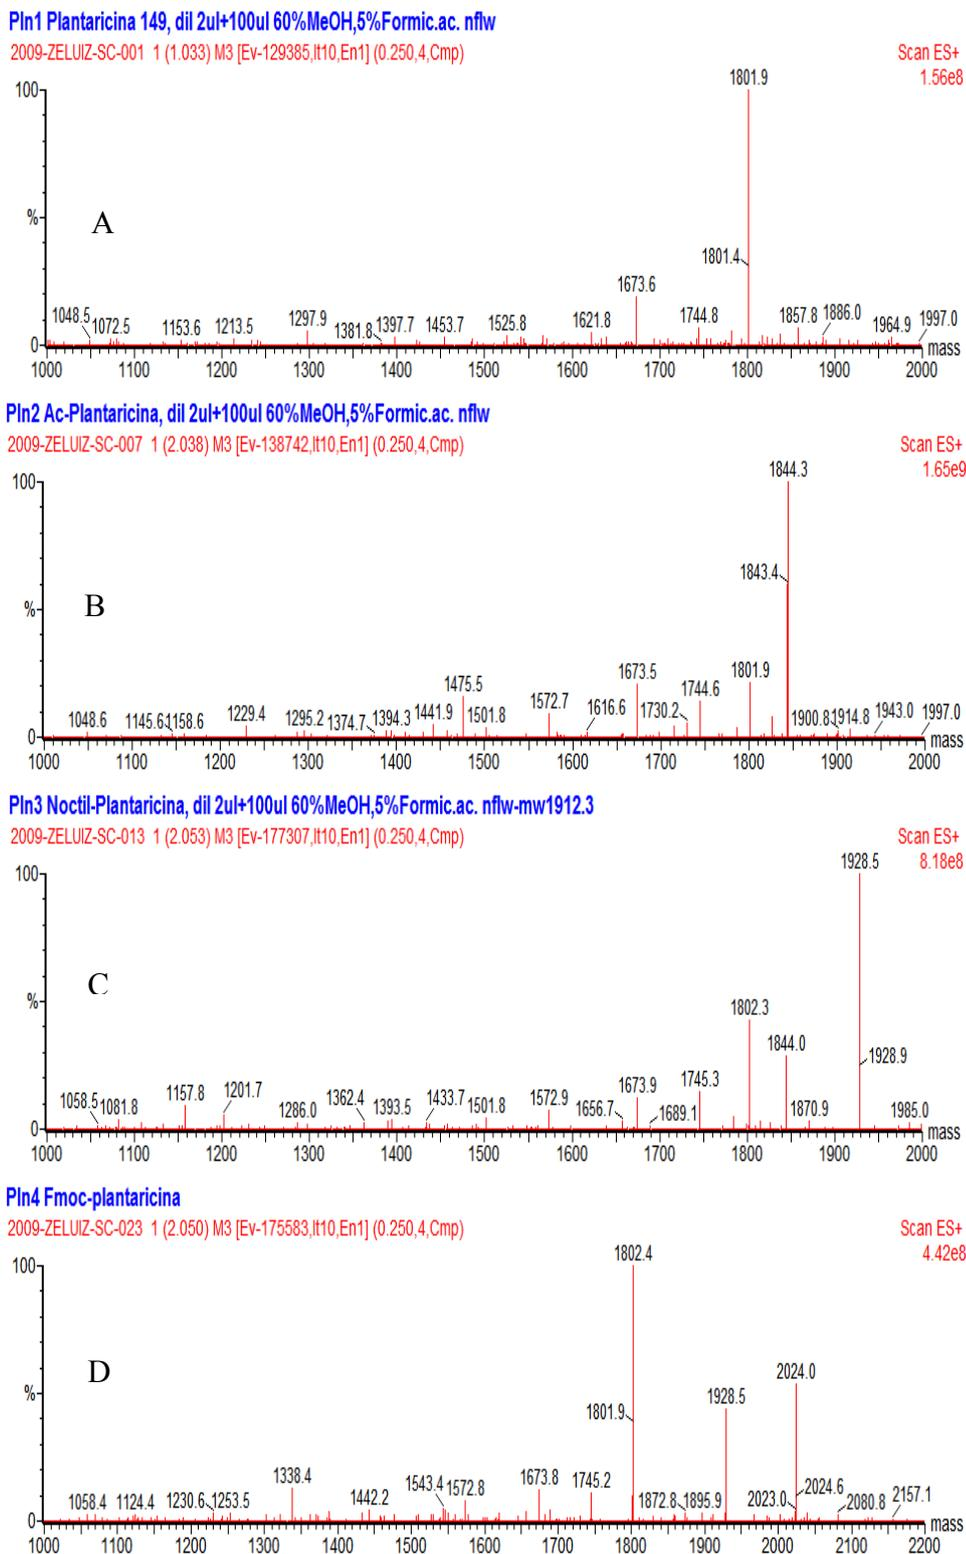 Pln1 Plantaricina 149, dil 2ul+100ul 60%MeOH,5%Formic.ac. nflw
2009-ZELUIZ-SC-001 1 (1.033) M3 [Ev-129385,It10,En1] (0.250,4,Cmp) Scan ES+
1.56e8
100
%
0
A
1801.9
1801.4
1673.6
1048.5 1072.5 1153.6 1213.5 1297.9 1381.8 1397.7 1453.7 1525.8 1621.8 1744.8 1857.8 1886.0 1964.9 1997.0
mass
1000 1100 1200 1300 1400 1500 1600 1700 1800 1900 2000
Pln2 Ac-Plantaricina, dil 2ul+100ul 60%MeOH,5%Formic.ac. nflw
2009-ZELUIZ-SC-007 1 (2.038) M3 [Ev-138742,It10,En1] (0.250,4,Cmp) Scan ES+
1.65e9
100
%
0
B
1844.3
1843.4
1048.6 1145.6 1158.6 1229.4 1295.2 1374.7 1394.3 1441.9 1475.5 1501.8 1572.7 1616.6 1673.5 1730.2 1744.6 1801.9 1900.8 1914.8 1943.0 1997.0
mass
1000 1100 1200 1300 1400 1500 1600 1700 1800 1900 2000
Pln3 Noctil-Plantaricina, dil 2ul+100ul 60%MeOH,5%Formic.ac. nflw-mw1912.3
2009-ZELUIZ-SC-013 1 (2.053) M3 [Ev-177307,It10,En1] (0.250,4,Cmp) Scan ES+
8.18e8
100
%
0
C
1928.5
1802.3
1844.0
1928.9
1058.5 1081.8 1157.8 1201.7 1286.0 1362.4 1393.5 1433.7 1501.8 1572.9 1656.7 1673.9 1689.1 1745.3 1870.9 1985.0
mass
1000 1100 1200 1300 1400 1500 1600 1700 1800 1900 2000
Pln4 Fmoc-plantaricina
2009-ZELUIZ-SC-023 1 (2.050) M3 [Ev-175583,It10,En1] (0.250,4,Cmp) Scan ES+
4.42e8
100
%
0
D
1802.4
1801.9
1928.5
2024.0
1058.4 1124.4 1230.6 1253.5 1338.4 1442.2 1543.4 1572.8 1673.8 1745.2 1872.8 1895.9 2023.0 2024.6 2080.8 2157.1
mass
1000 1100 1200 1300 1400 1500 1600 1700 1800 1900 2000 2100 2200